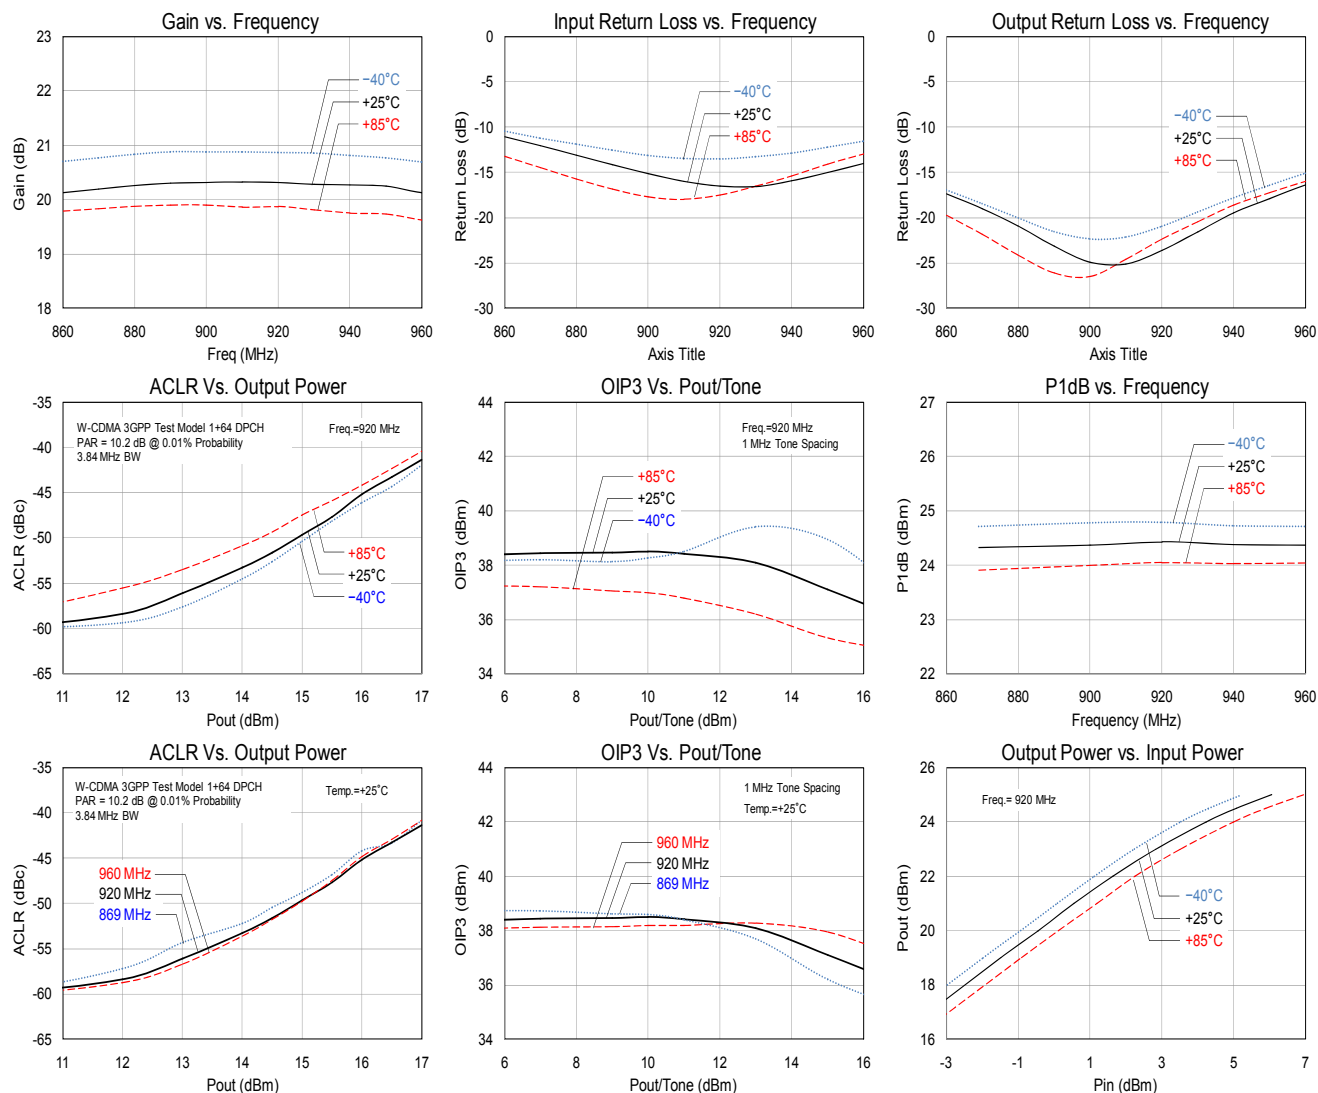 Gain vs. Frequency
23
22
21
20
19
18
Gain (dB)
−40°C
+25°C
+85°C
860 880 900 920 940 960
Freq (MHz)
Input Return Loss vs. Frequency
0
-5
-10
-15
-20
-25
-30
Return Loss (dB)
−40°C
+25°C
+85°C
860 880 900 920 940 960
Axis Title
Output Return Loss vs. Frequency
0
-5
-10
-15
-20
-25
-30
Return Loss (dB)
−40°C
+25°C
+85°C
860 880 900 920 940 960
Axis Title
ACLR Vs. Output Power
-35
-40
-45
-50
-55
-60
-65
ACLR (dBc)
W-CDMA 3GPP Test Model 1+64 DPCH
PAR = 10.2 dB @ 0.01% Probability
3.84 MHz BW
Freq.=920 MHz
+85°C
+25°C
−40°C
11 12 13 14 15 16 17
Pout (dBm)
OIP3 Vs. Pout/Tone
44
42
40
38
36
34
OIP3 (dBm)
Freq.=920 MHz
1 MHz Tone Spacing
+85°C
+25°C
−40°C
6 8 10 12 14 16
Pout/Tone (dBm)
P1dB vs. Frequency
27
26
25
24
23
22
P1dB (dBm)
−40°C
+25°C
+85°C
860 880 900 920 940 960
Frequency (MHz)
ACLR Vs. Output Power
-35
-40
-45
-50
-55
-60
-65
ACLR (dBc)
W-CDMA 3GPP Test Model 1+64 DPCH
PAR = 10.2 dB @ 0.01% Probability
3.84 MHz BW
Temp.=+25°C
960 MHz
920 MHz
869 MHz
11 12 13 14 15 16 17
Pout (dBm)
OIP3 Vs. Pout/Tone
44
42
40
38
36
34
OIP3 (dBm)
1 MHz Tone Spacing
Temp.=+25°C
960 MHz
920 MHz
869 MHz
6 8 10 12 14 16
Pout/Tone (dBm)
Output Power vs. Input Power
26
24
22
20
18
16
Pout (dBm)
Freq.= 920 MHz
−40°C
+25°C
+85°C
-3 -1 1 3 5 7
Pin (dBm)